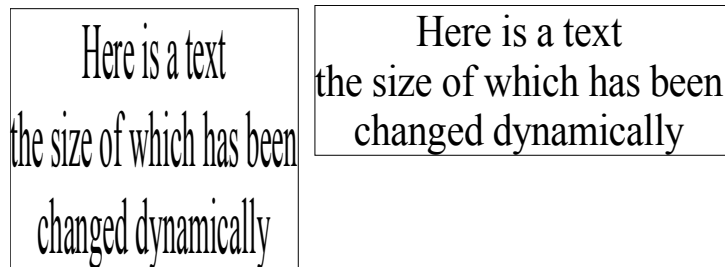 Here is a text
the size of which has been
changed dynamically
Here is a text
the size of which has been
changed dynamically